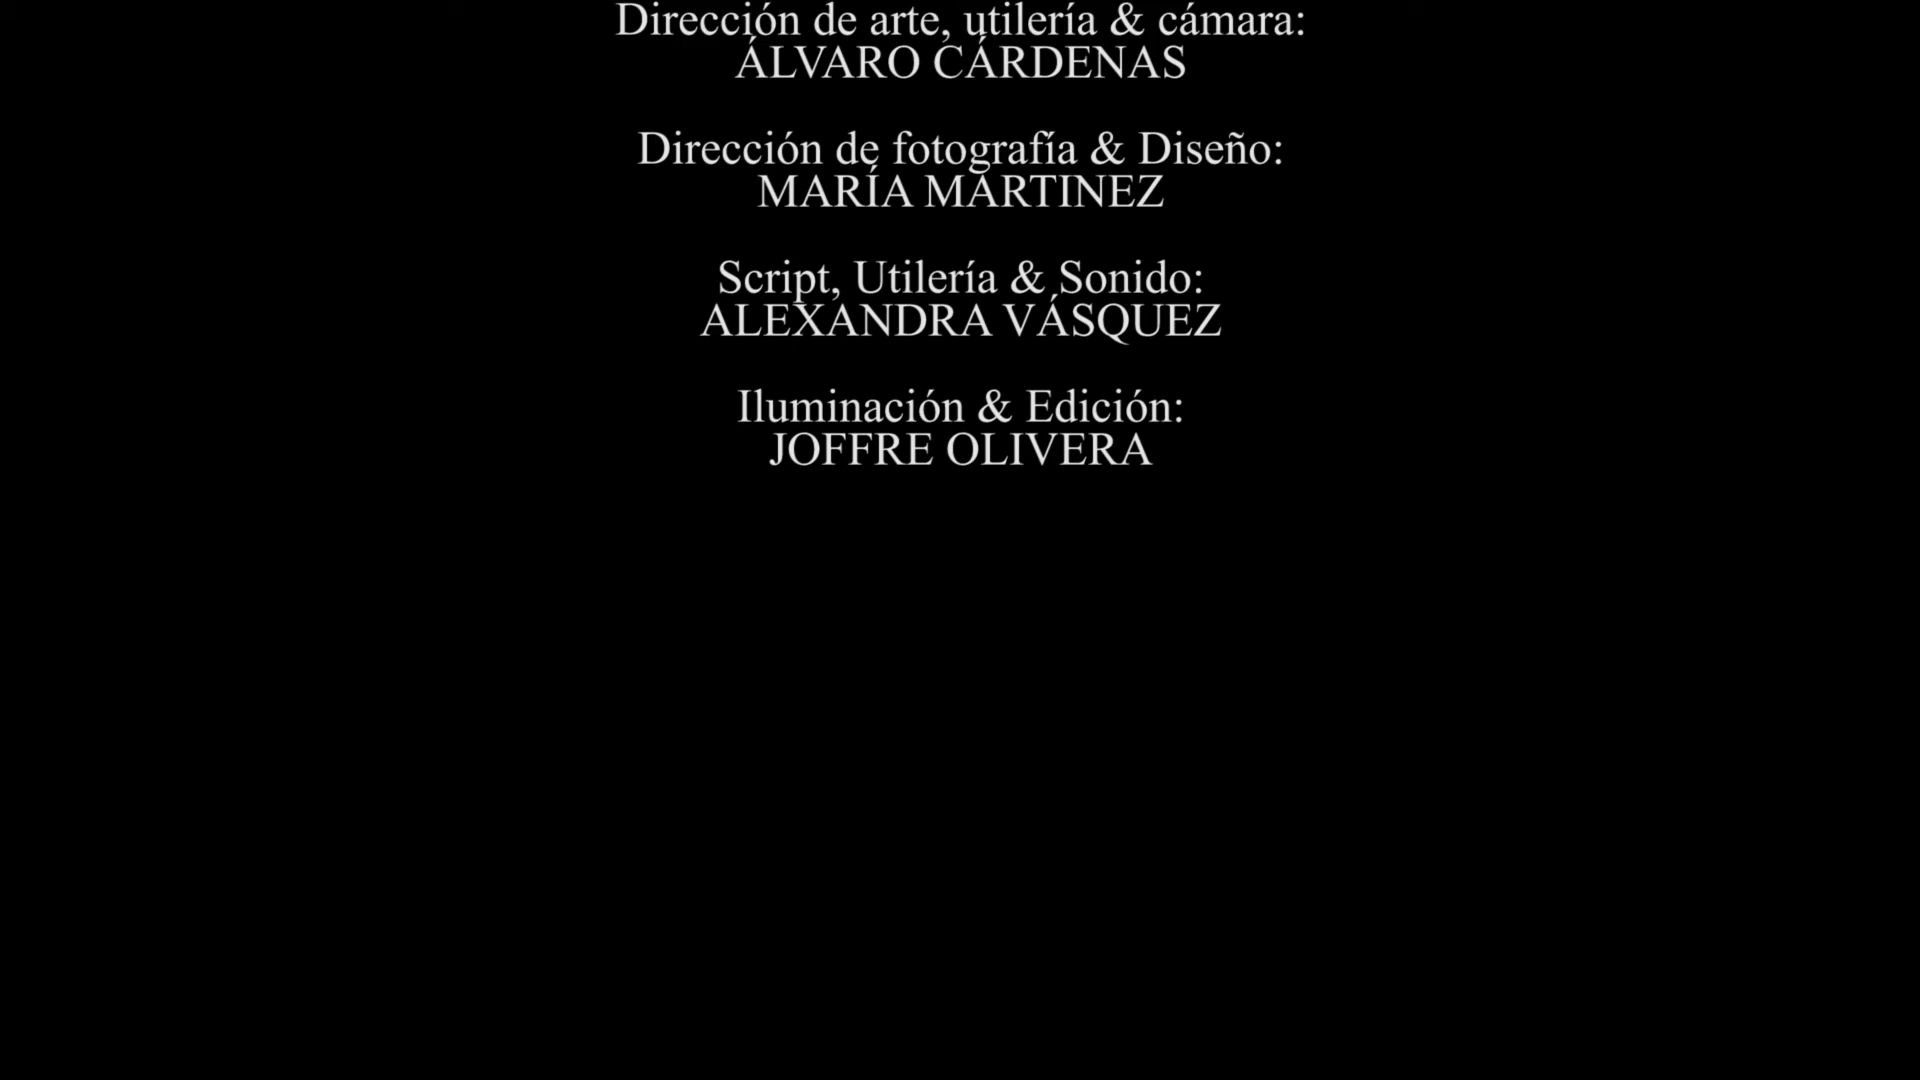 Dirección de arte, utilería & cámara:
ÁLVARO CÁRDENAS
Dirección de fotografía & Diseño:
MARÍA MARTINEZ
Script, Utilería & Sonido:
ALEXANDRA VÁSQUEZ
Iluminación & Edición:
JOFFRE OLIVERA